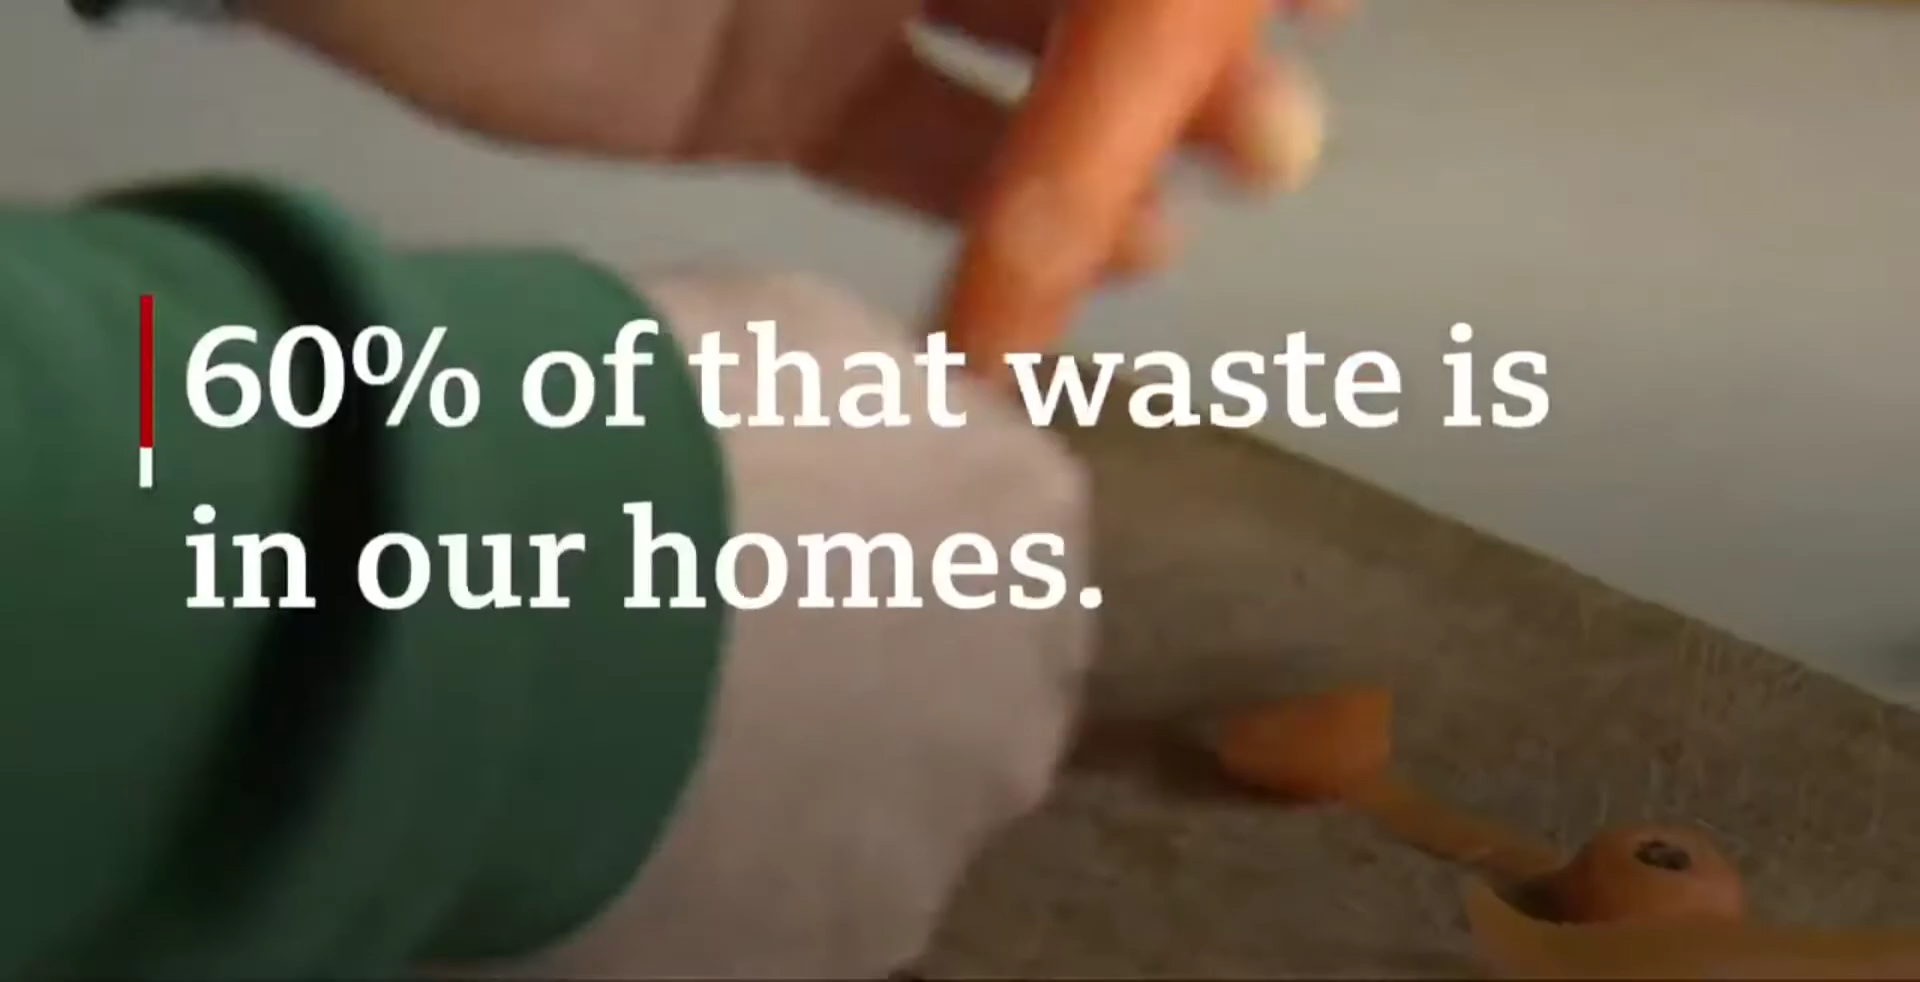 60% of that waste is
in our homes.